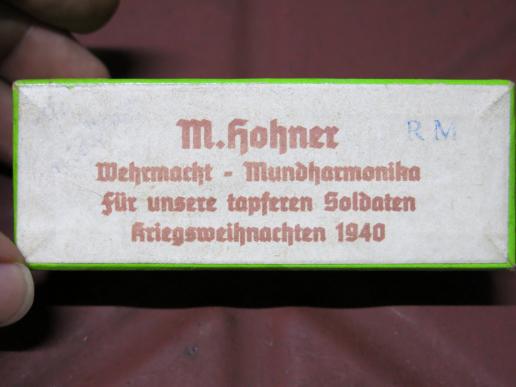 M. Hohner
RM
Wehrmacht - Mundharmonika
Für unsere tapferen Soldaten
Kriegsweihnachten 1940